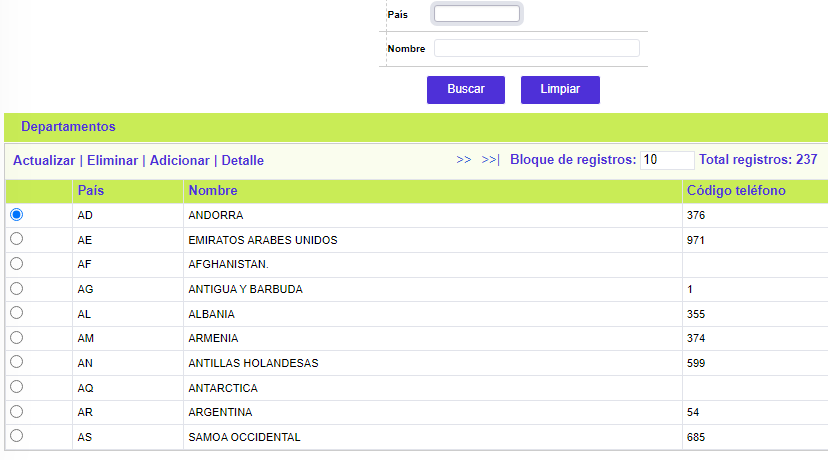 País
Nombre
Buscar Limpiar
Departamentos
Actualizar | Eliminar | Adicionar | Detalle >> >>| Bloque de registros: 10 Total registros: 237
País Nombre Código teléfono
AD ANDORRA 376
AE EMIRATOS ARABES UNIDOS 971
AF AFGHANISTAN.
AG ANTIGUA Y BARBUDA 1
AL ALBANIA 355
AM ARMENIA 374
AN ANTILLAS HOLANDESAS 599
AQ ANTARCTICA
AR ARGENTINA 54
AS SAMOA OCCIDENTAL 685